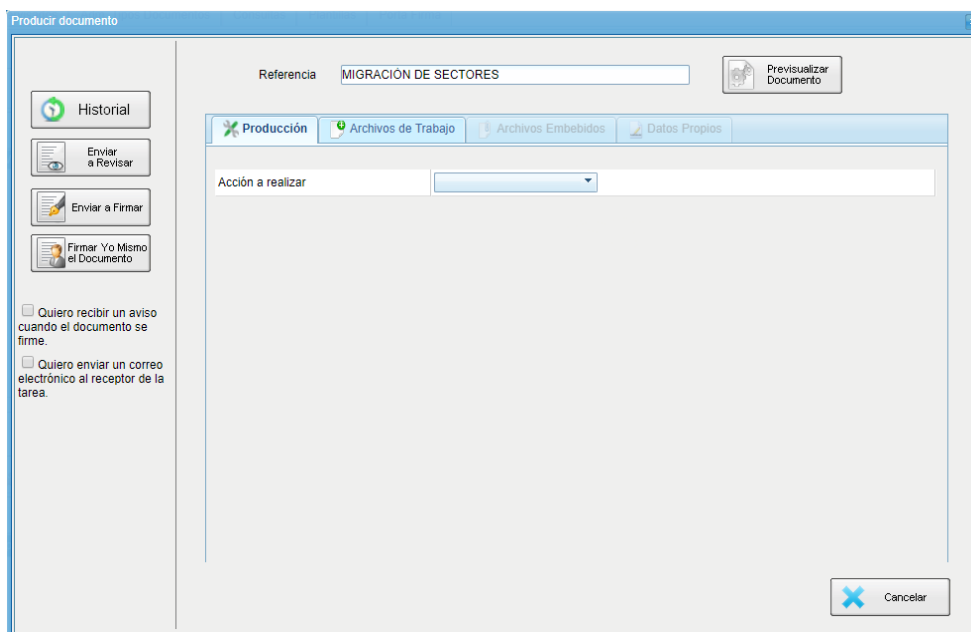 Producir documento
Referencia
MIGRACIÓN DE SECTORES
Previsualizar
Documento
Historial
Enviar
a Revisar
Enviar a Firmar
Firmar Yo Mismo
el Documento
Quiero recibir un aviso
cuando el documento se
firme.
Quiero enviar un correo
electrónico al receptor de la
tarea.
Producción
Archivos de Trabajo
Archivos Embebidos
Datos Propios
Acción a realizar
Cancelar